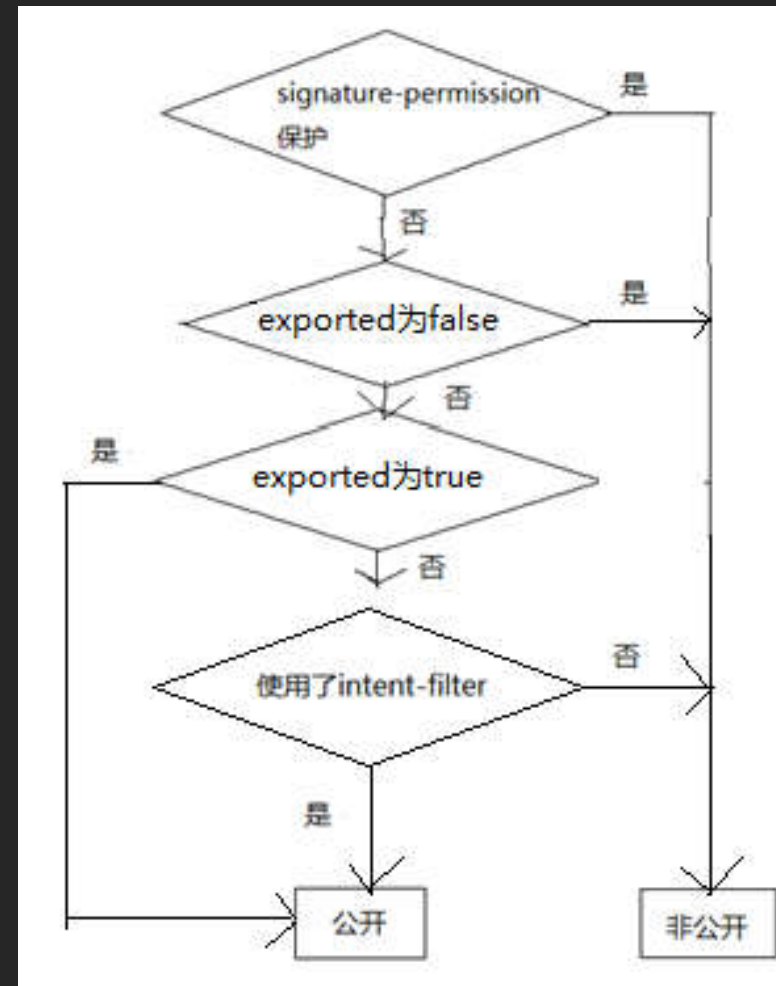 signature-permission
保护
是
否
exported为false
是
否
是
exported为true
否
使用了intent-filter
否
是
公开
非公开